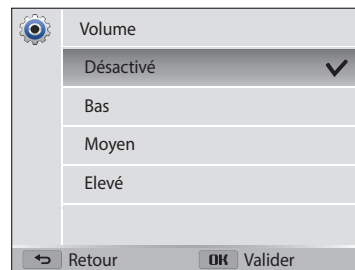 Volume
Désactivé
Bas
Moyen
Elevé
Retour OK Valider